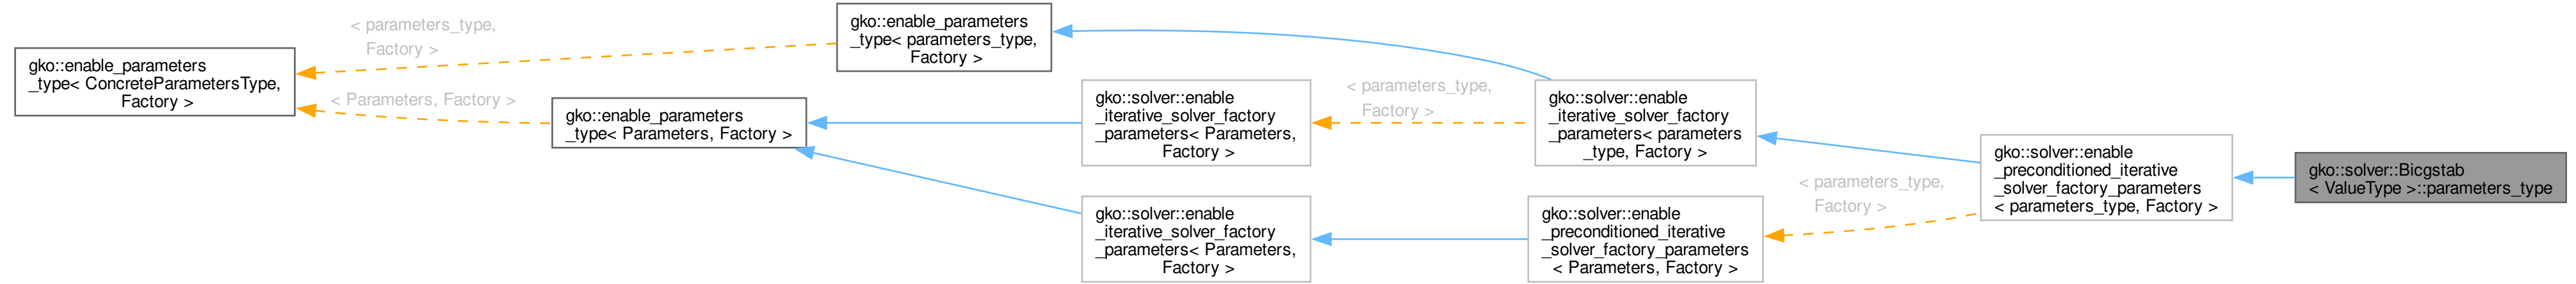 gko::enable_parameters
_type< ConcreteParametersType,
Factory >
< parameters_type,
Factory >
< Parameters, Factory >
gko::enable_parameters
_type< parameters_type,
Factory >
gko::enable_parameters
_type< Parameters, Factory >
gko::solver::enable
_iterative_solver_factory
_parameters< Parameters,
Factory >
gko::solver::enable
_iterative_solver_factory
_parameters< Parameters,
Factory >
< parameters_type,
Factory >
gko::solver::enable
_iterative_solver_factory
_parameters< parameters
_type, Factory >
gko::solver::enable
_preconditioned_iterative
_solver_factory_parameters
< Parameters, Factory >
< parameters_type,
Factory >
gko::solver::enable
_preconditioned_iterative
_solver_factory_parameters
< parameters_type, Factory >
gko::solver::Bicgstab
< ValueType >::parameters_type